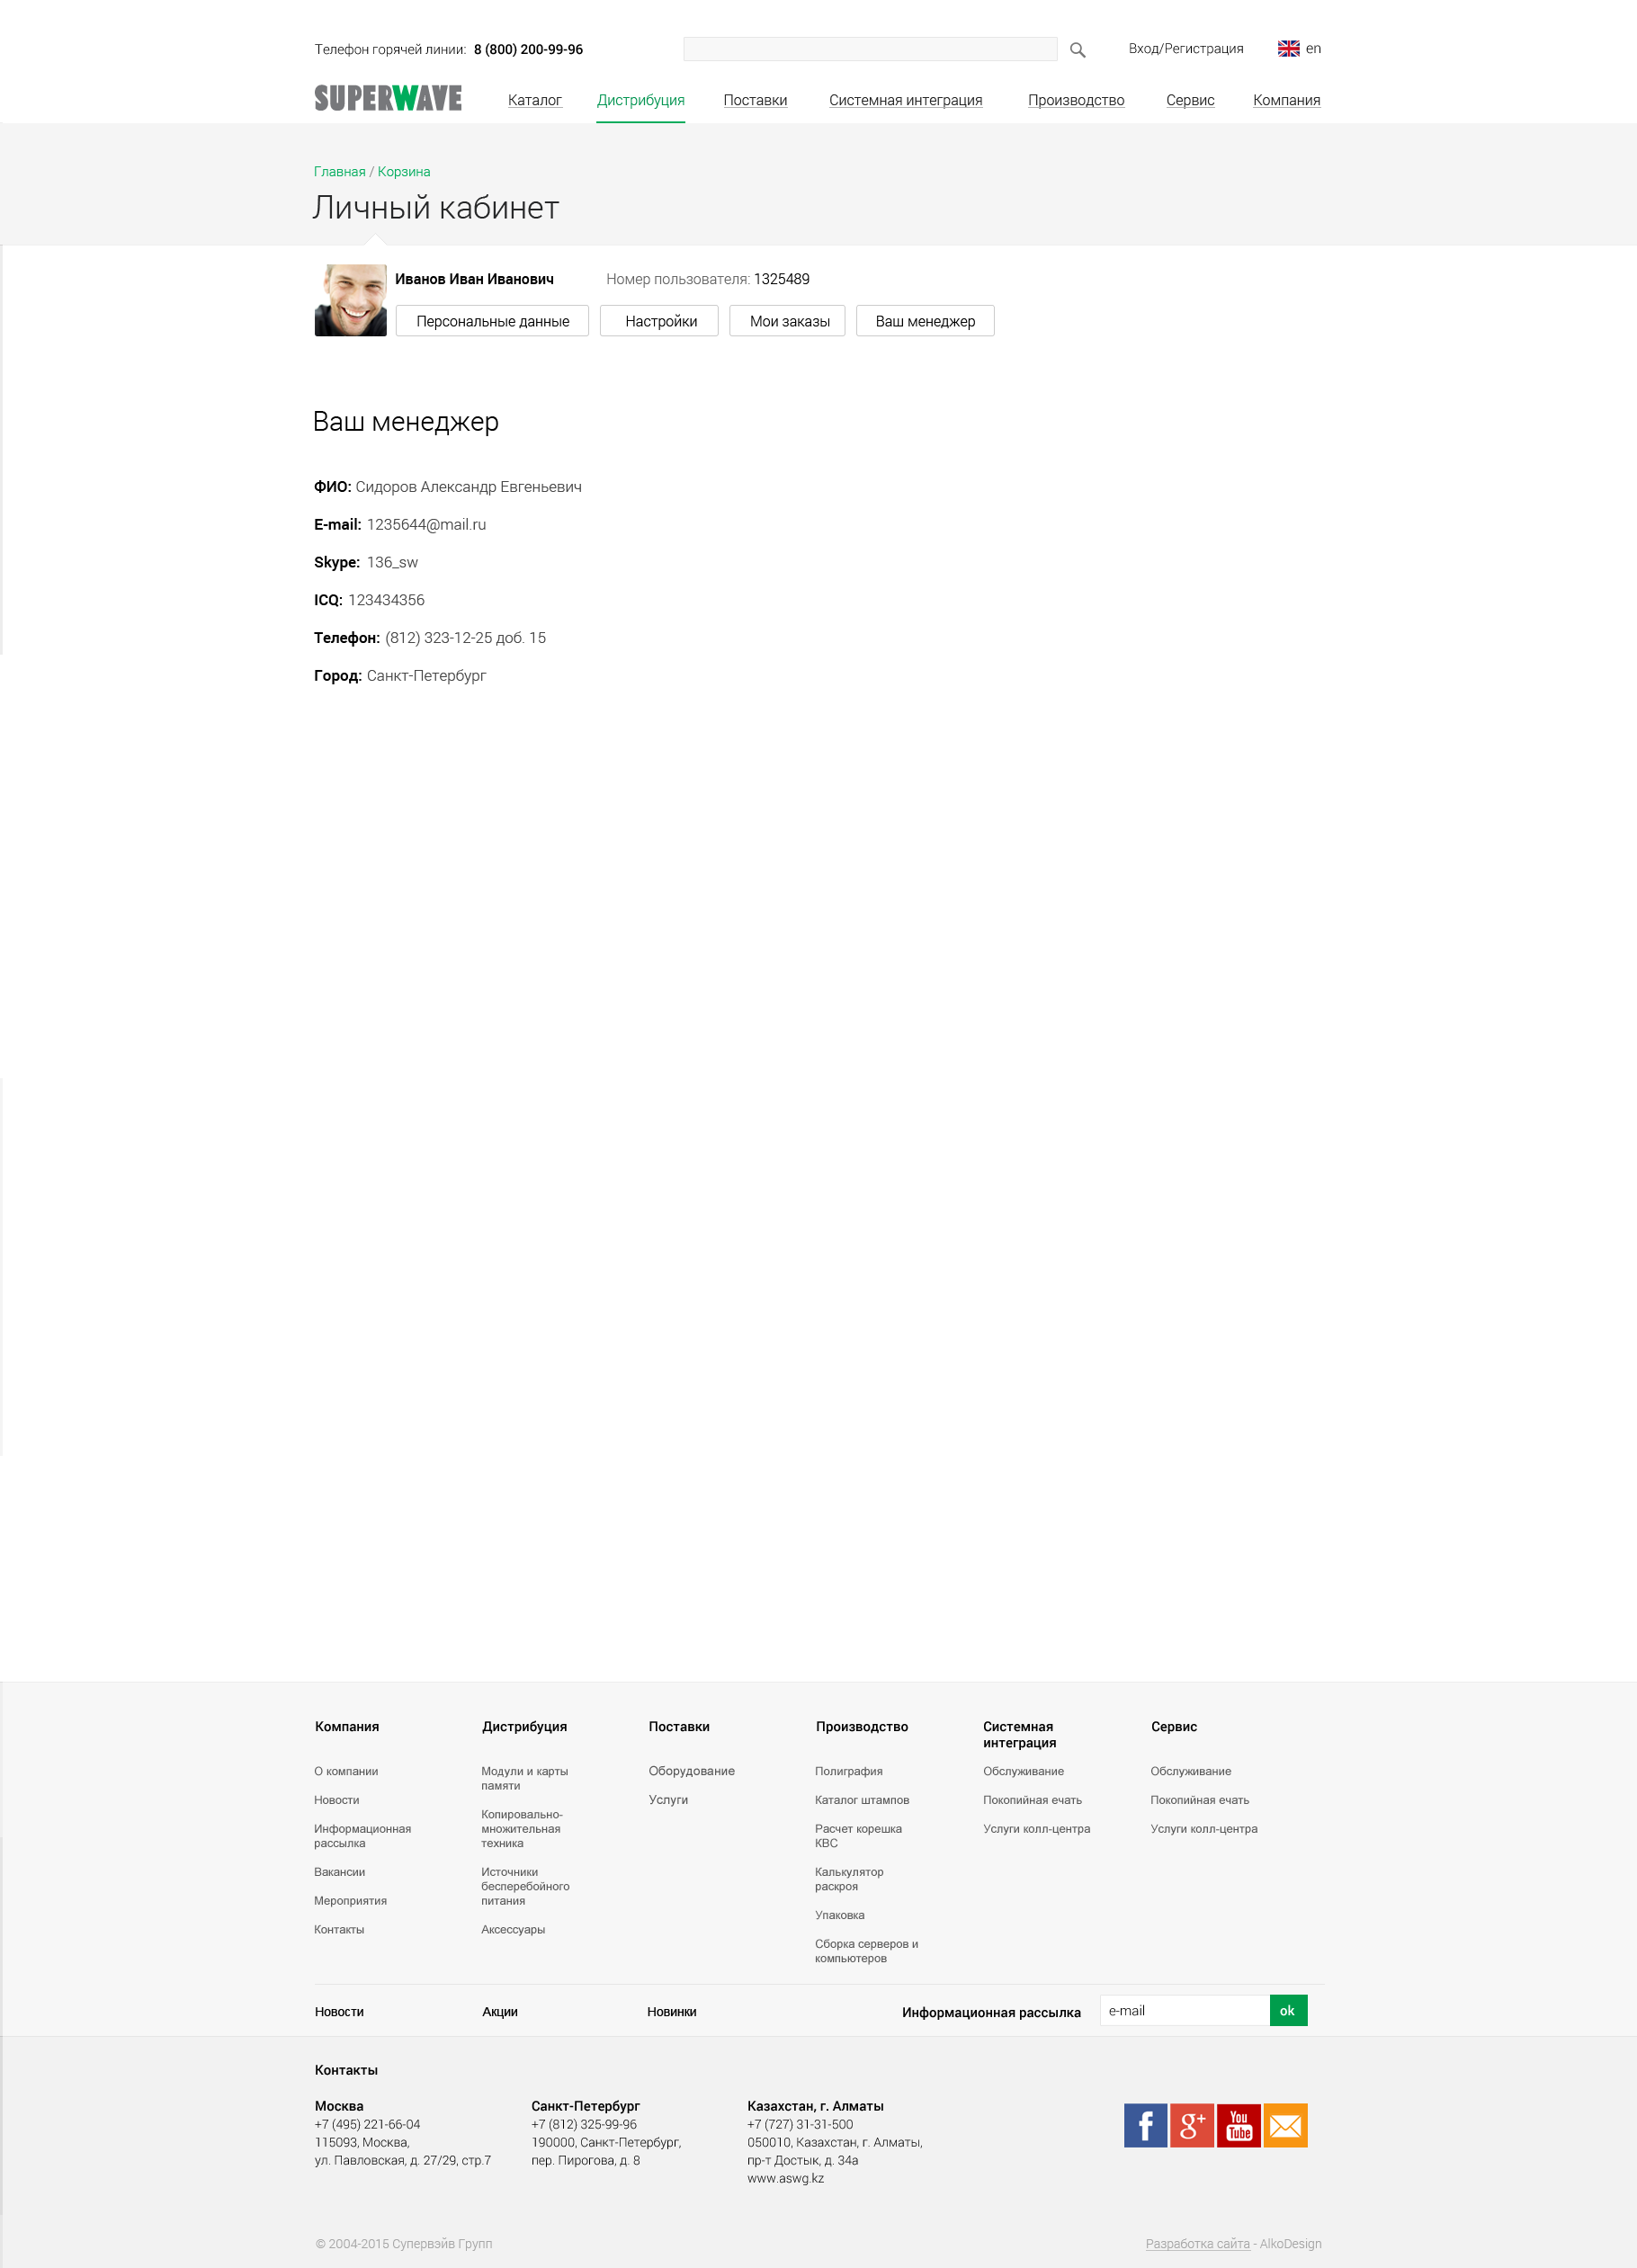 Телефон горячей линии: 8 (800) 200-99-96
Вход/Регистрация
en
SUPERWAVE
Каталог
Дистрибуция
Поставки
Системная интеграция
Производство
Сервис
Компания
Главная / Корзина
Личный кабинет
Иванов Иван Иванович
Номер пользователя: 1325489
Персональные данные
Настройки
Мои заказы
Ваш менеджер
Ваш менеджер
ФИО: Сидоров Александр Евгеньевич
E-mail: 1235644@mail.ru
Skype: 136_sw
ICQ: 123434356
Телефон: (812) 323-12-25 доб. 15
Город: Санкт-Петербург
Компания
О компании
Новости
Информационная
рассылка
Вакансии
Мероприятия
Контакты
Дистрибуция
Модули и карты
памяти
Копировально-
множительная
техника
Источники
бесперебойного
питания
Аксессуары
Поставки
Оборудование
Услуги
Производство
Полиграфия
Каталог штампов
Расчет корешка
КВС
Калькулятор
раскроя
Упаковка
Сборка серверов и
компьютеров
Системная
интеграция
Обслуживание
Покопийная ечать
Услуги колл-центра
Сервис
Обслуживание
Покопийная ечать
Услуги колл-центра
Новости
Акции
Новинки
Информационная рассылка
e-mail
ok
Контакты
Москва
+7 (495) 221-66-04
115093, Москва,
ул. Павловская, д. 27/29, стр.7
Санкт-Петербург
+7 (812) 325-99-96
190000, Санкт-Петербург,
пер. Пирогова, д. 8
Казахстан, г. Алматы
+7 (727) 31-31-500
050010, Казахстан, г. Алматы,
пр-т Достык, д. 34а
www.aswg.kz
f
g+
You
Tube
© 2004-2015 Супервэйв Групп
Разработка сайта - AlkoDesign